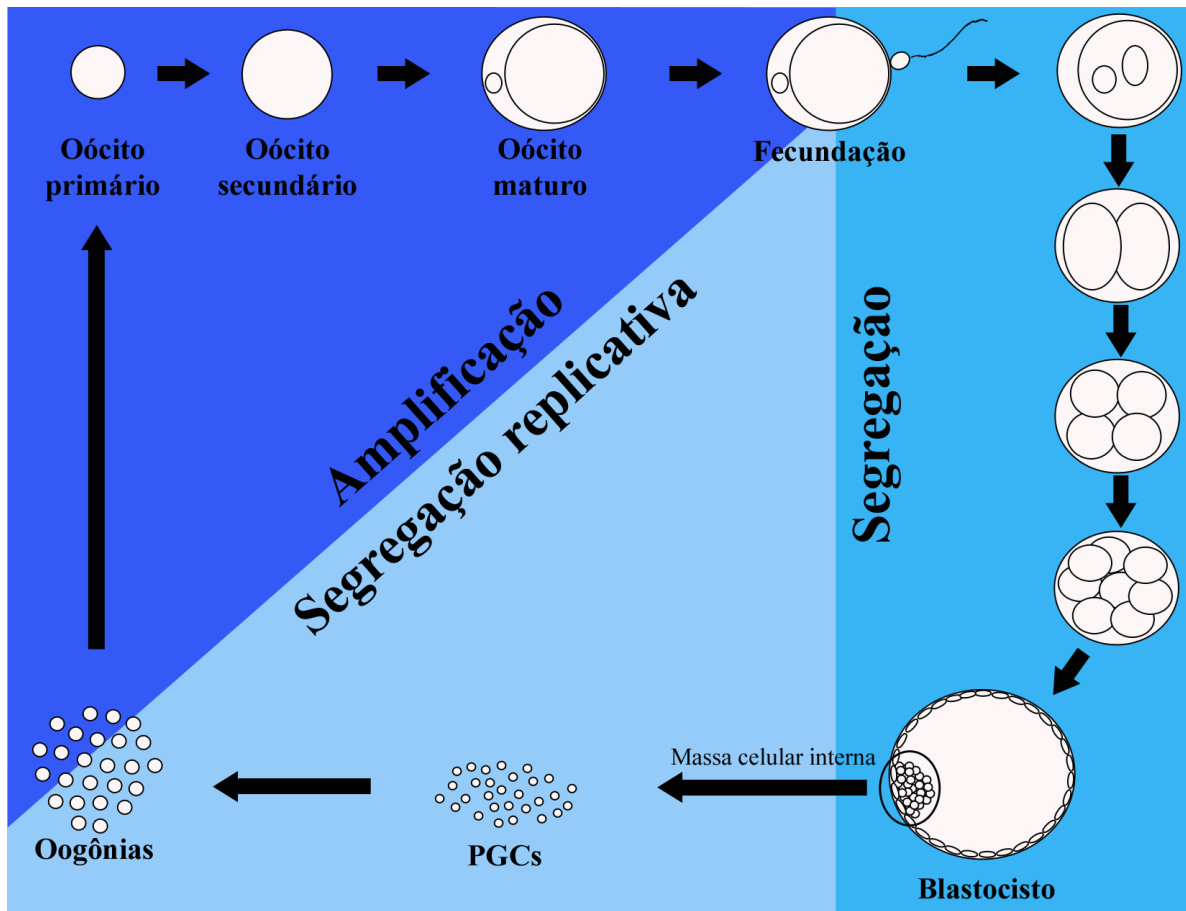 Oócito
primário
Oócito
secundário
Oócito
maturo
Fecundação
Amplificação
Segregação replicativa
Segregação
Massa celular interna
Oogônias
PGCs
Blastocisto